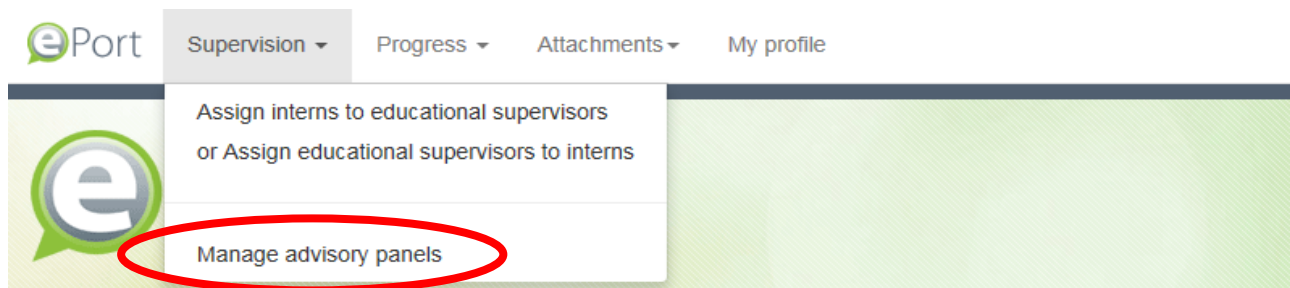 ePort Supervision Progress Attachments My profile
Assign interns to educational supervisors
or Assign educational supervisors to interns
e
Manage advisory panels